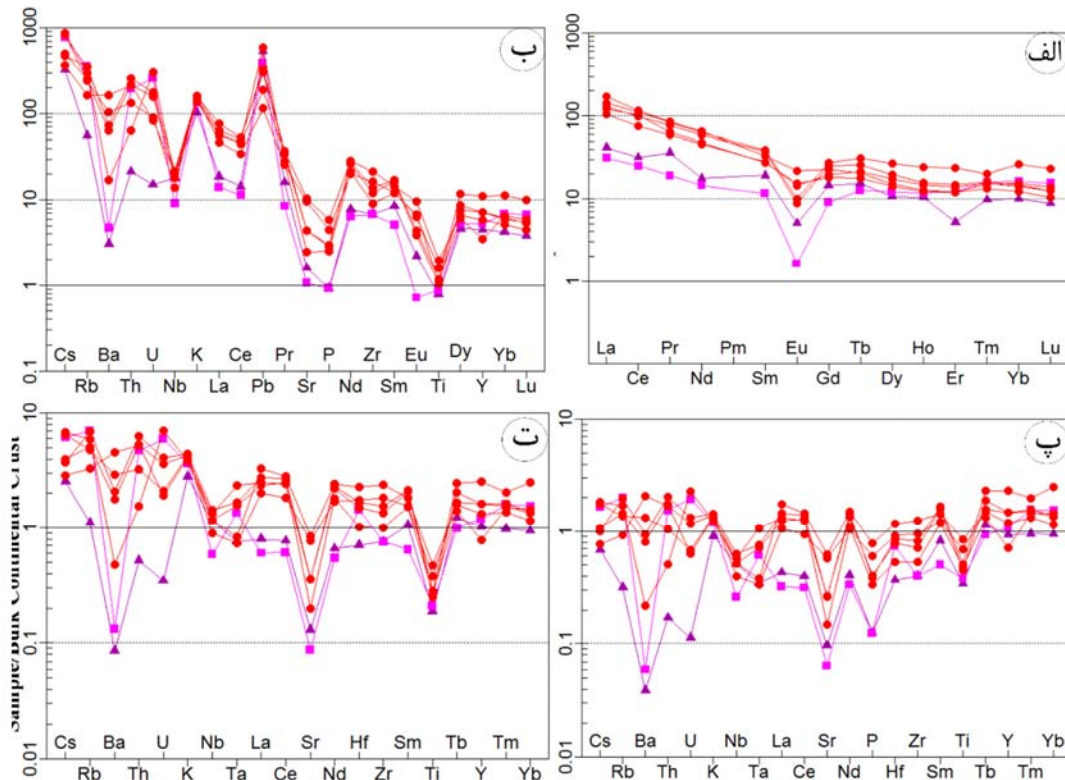 الف
1000
100
10
1
La Pr Pm Eu Tb Ho Tm Lu
Ce Nd Sm Gd Dy Er Yb
ب
1000
100
10
1
0.1
Cs Ba U K Ce Pr P Zr Eu Dy Yb
Rb Th Nb La Pb Sr Nd Sm Ti Y Lu
پ
10
1
0.1
0.01
Cs Ba U Nb La Sr P Zr Ti Y Yb
Rb Th K Ta Ce Nd Hf Sm Tb Tm
ت
Sample/Bulk Continental Crust
10
1
0.1
0.01
Cs Ba U Nb La Sr Hf Sm Tb Tm
Rb Th K Ta Ce Nd Zr Ti Y Yb